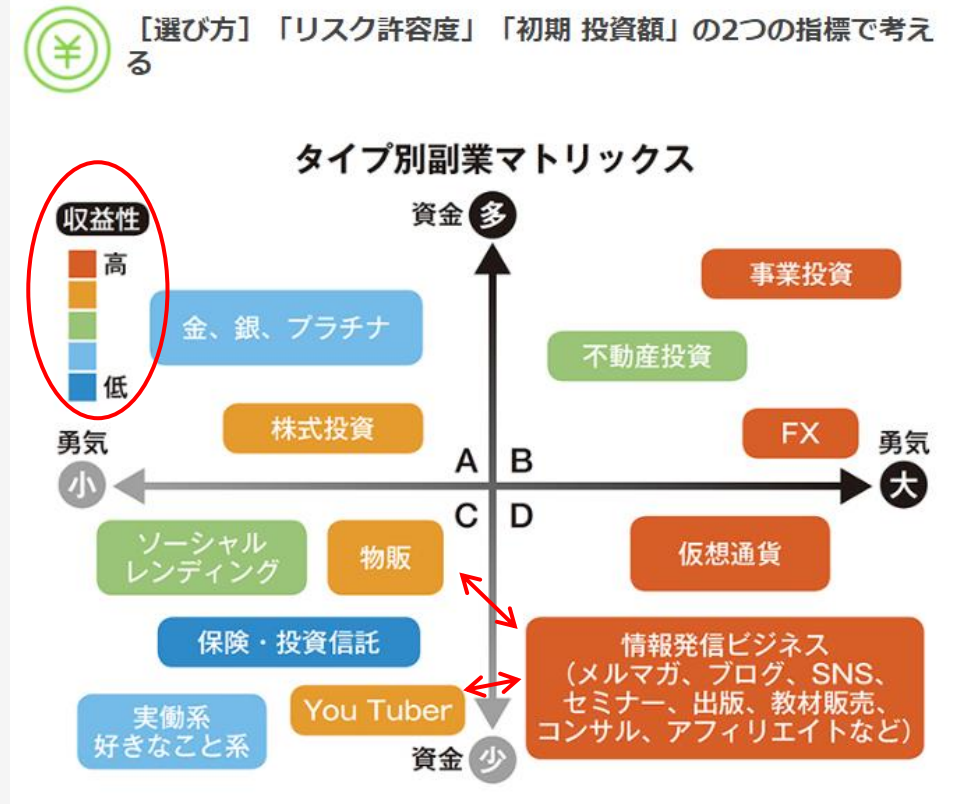 ［選び方］「リスク許容度」「初期 投資額」の2つの指標で考え
る
タイプ別副業マトリックス
収益性
高
低
資金 多
事業投資
金、銀、プラチナ
不動産投資
株式投資
FX
勇気
小
A
B
勇気
大
C
D
ソーシャル
レンディング
物販
仮想通貨
保険・投資信託
情報発信ビジネス
（メルマガ、ブログ、SNS、
セミナー、出版、教材販売、
コンサル、アフィリエイトなど）
実働系
好きなこと系
You Tuber
資金 少